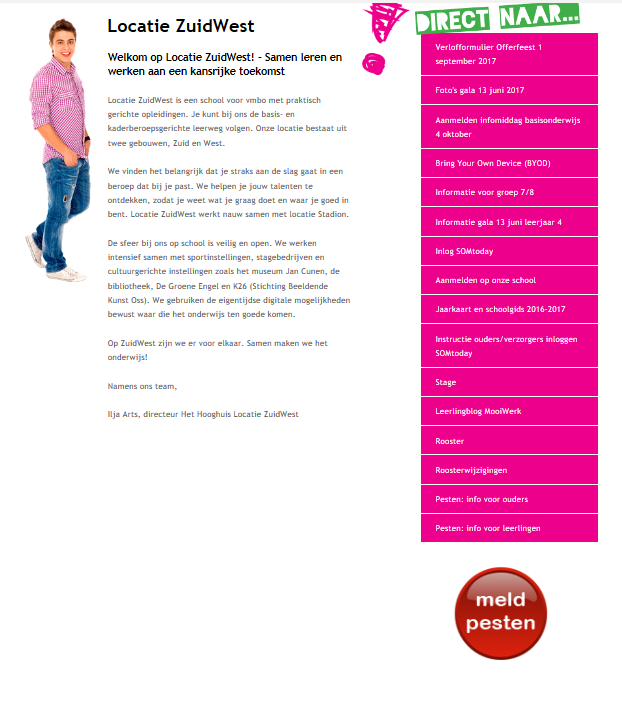 Locatie ZuidWest
Welkom op Locatie ZuidWest! - Samen leren en
werken aan een kansrijke toekomst
Locatie ZuidWest is een school voor vmbo met praktisch
gerichte opleidingen. Je kunt bij ons de basis- en
kaderberoepsgerichte leerweg volgen. Onze locatie bestaat uit
twee gebouwen, Zuid en West.
We vinden het belangrijk dat je straks aan de slag gaat in een
beroep dat bij je past. We helpen je jouw talenten te
ontdekken, zodat je weet wat je graag doet en waar je goed in
bent. Locatie ZuidWest werkt nauw samen met locatie Stadion.
De sfeer bij ons op school is veilig en open. We werken
intensief samen met sportinstellingen, stagebedrijven en
cultuurgerichte instellingen zoals het museum Jan Cunen, de
bibliotheek, De Groene Engel en K26 (Stichting Beeldende
Kunst Oss). We gebruiken de eigentijdse digitale mogelijkheden
bewust waar die het onderwijs ten goede komen.
Op ZuidWest zijn we er voor elkaar. Samen maken we het
onderwijs!
Namens ons team,
Ilja Arts, directeur Het Hooghuis Locatie ZuidWest
DIRECT NAAR...
Verlofformulier Offerfeest 1
september 2017
Foto's gala 13 juni 2017
Aanmelden infomiddag basisonderwijs
4 oktober
Bring Your Own Device (BYOD)
Informatie voor groep 7/8
Informatie gala 13 juni leerjaar 4
Inlog SOMtoday
Aanmelden op onze school
Jaarkaart en schoolgids 2016-2017
Instructie ouders/verzorgers inloggen
SOMtoday
Stage
Leerlingblog MooiWerk
Rooster
Roosterwijzigingen
Pesten: info voor ouders
Pesten: info voor leerlingen
meld
pesten